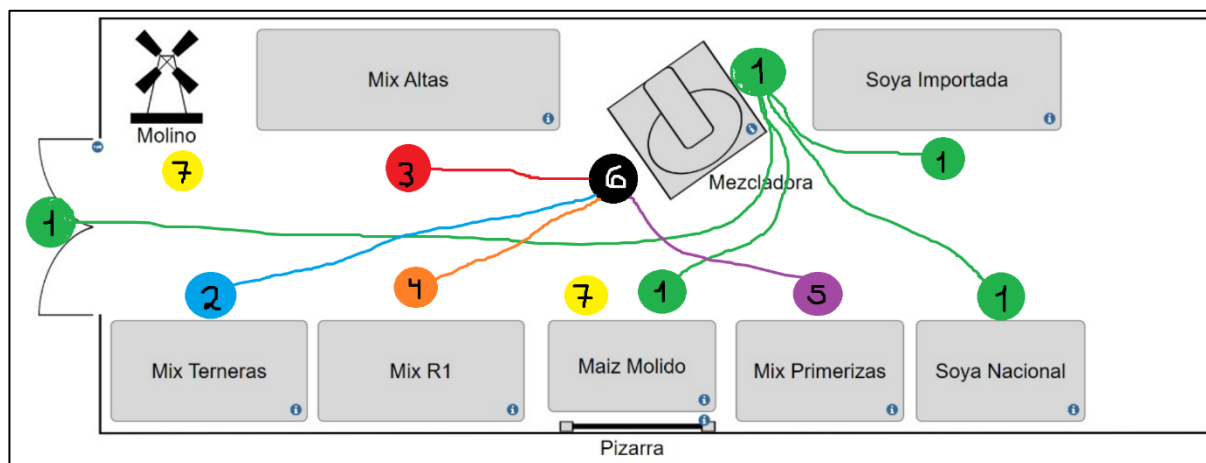 Mix Altas
1
Soya Importada
Molino
7
3
6
Mezcladora
1
1
2
4
7
1
5
1
Mix Terneras
Mix R1
Maiz Molido
Mix Primerizas
Soya Nacional
Pizarra